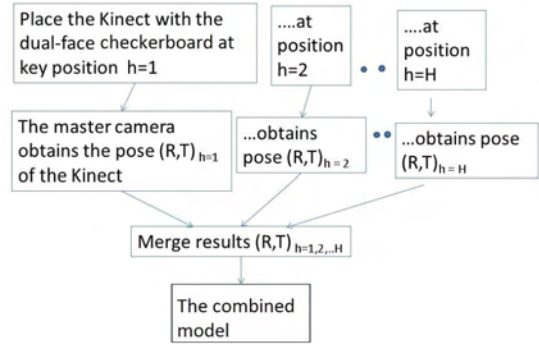 Place the Kinect with the
dual-face checkerboard at
key position h=1
....at
position
h=2
....at
position
h=H
The master camera
obtains the pose (R,T) h=1
of the Kinect
...obtains
pose (R,T)h = 2
...obtains pose
(R,T)h = H
Merge results (R,T) h=1,2,..H
The combined
model